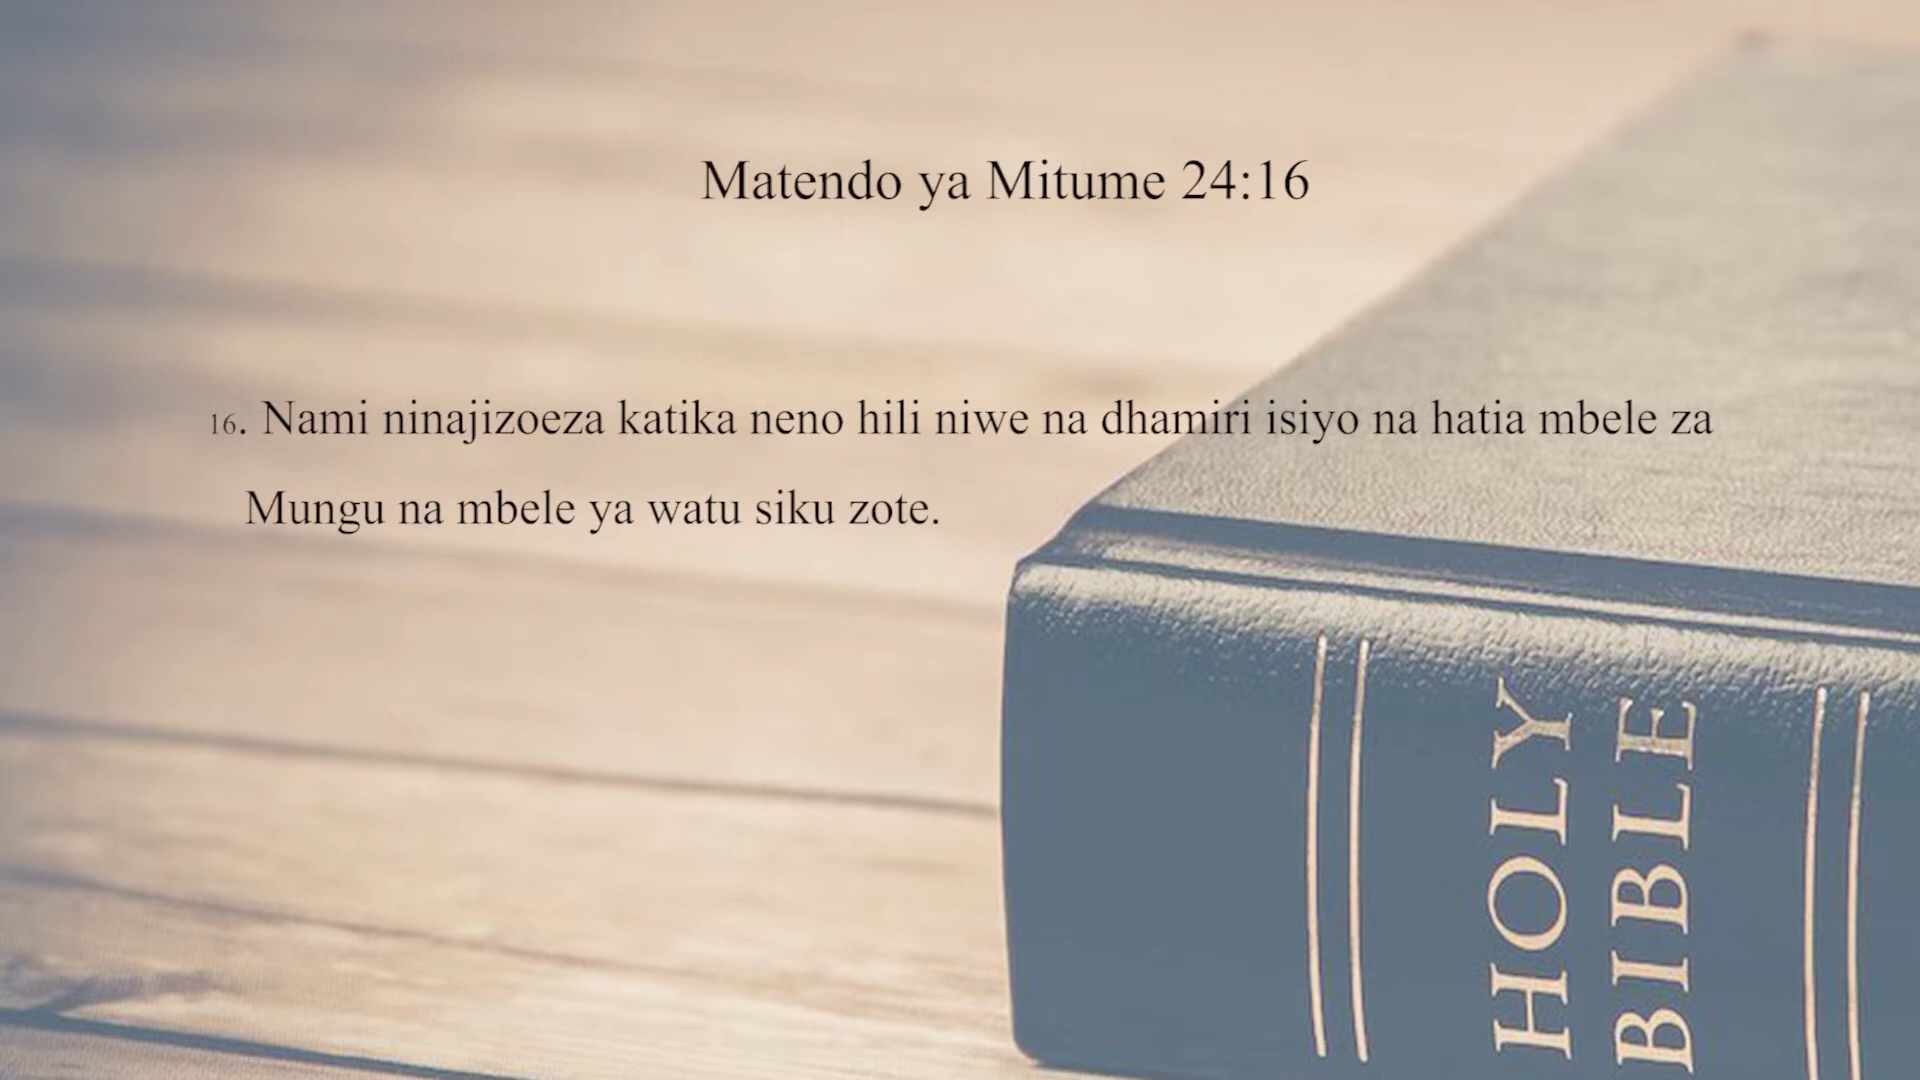 Matendo ya Mitume 24:16
16. Nami ninajizoeza katika neno hili niwe na dhamiri isiyo na hatia mbele za
Mungu na mbele ya watu siku zote.
HOLY
BIBLE